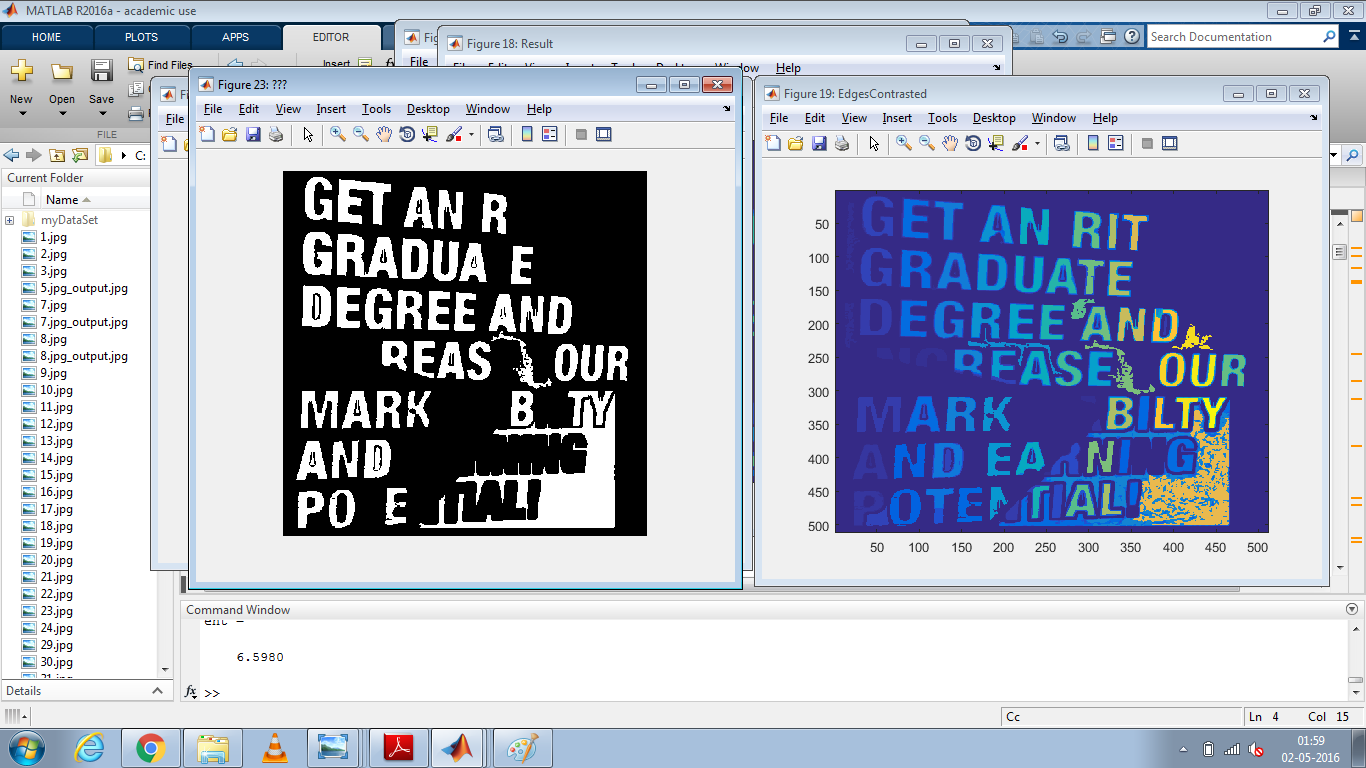 MATLAB R2016a - academic use
HOME PLOTS APPS EDITOR
Search Documentation
New Open Save
Find Files
Insert
FILE
C:
Current Folder
Name
myDataSet
1.jpg
2.jpg
3.jpg
5.jpg_output.jpg
7.jpg
7.jpg_output.jpg
8.jpg
8.jpg_output.jpg
9.jpg
10.jpg
11.jpg
12.jpg
13.jpg
14.jpg
15.jpg
16.jpg
17.jpg
18.jpg
19.jpg
20.jpg
21.jpg
22.jpg
23.jpg
24.jpg
29.jpg
30.jpg
31.jpg
Details
File
Figure 18: Result
Window Help
Figure 23: ???
File Edit View Insert Tools Desktop Window Help
GET AN R
GRADUA E
DEGREE AND
REAS OUR
MARK B TY
AND
PO E TIAL!
Figure 19: EdgesContrasted
File Edit View Insert Tools Desktop Window Help
GET AN RIT
GRADUATE
DEGREE AND
REASE OUR
MARK BILTY
AND EARNING
POTENTIAL!
50
100
150
200
250
300
350
400
450
500
50 100 150 200 250 300 350 400 450 500
Command Window
ent =
6.5980
fx >>
Cc
Ln 4 Col 15
01:59
02-05-2016